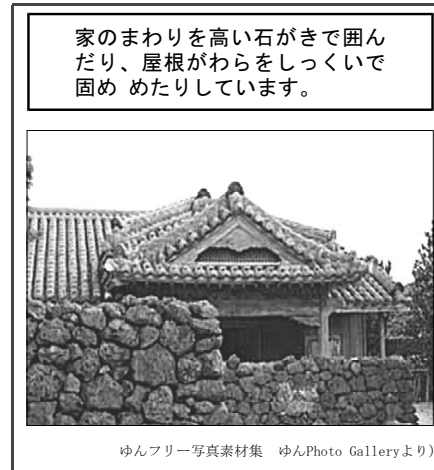 家のまわりを高い石がきで囲ん
だり、屋根がわらをしっくいで
固め めたりしています。
ゆんフリー写真素材集　ゆんPhoto Galleryより)